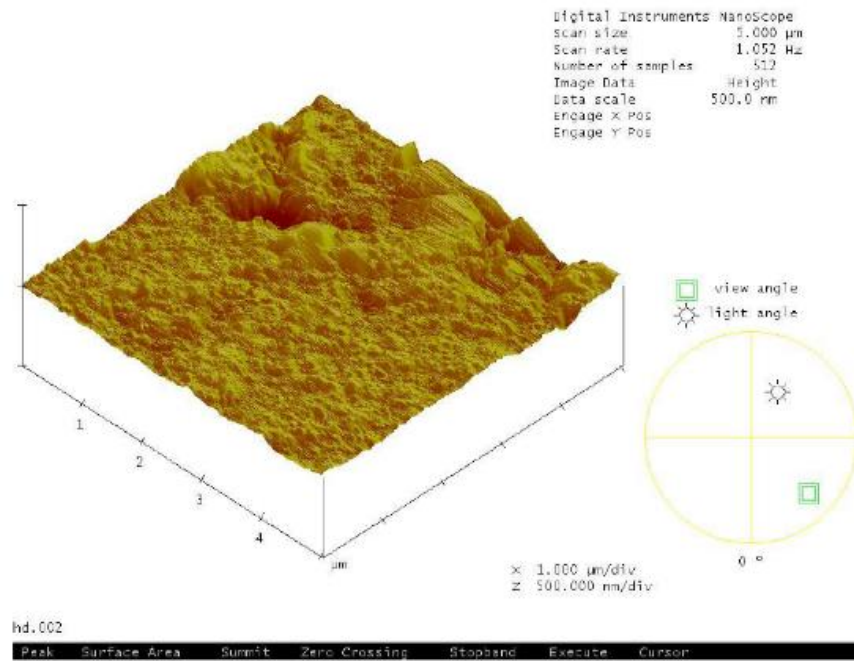 Digital Instruments NanoScope
Scan size 5.000 µm
Scan rate 1.052 Hz
Number of samples 512
Image Data Height
Data scale 500.0 nm
Engage X Pos
Engage Y Pos
view angle
light angle
1
2
3
4
µm
0 °
X 1.000 µm/div
Z 500.000 nm/div
hd.002
Peak Surface Area Summit Zero Crossing Stopband Execute Cursor